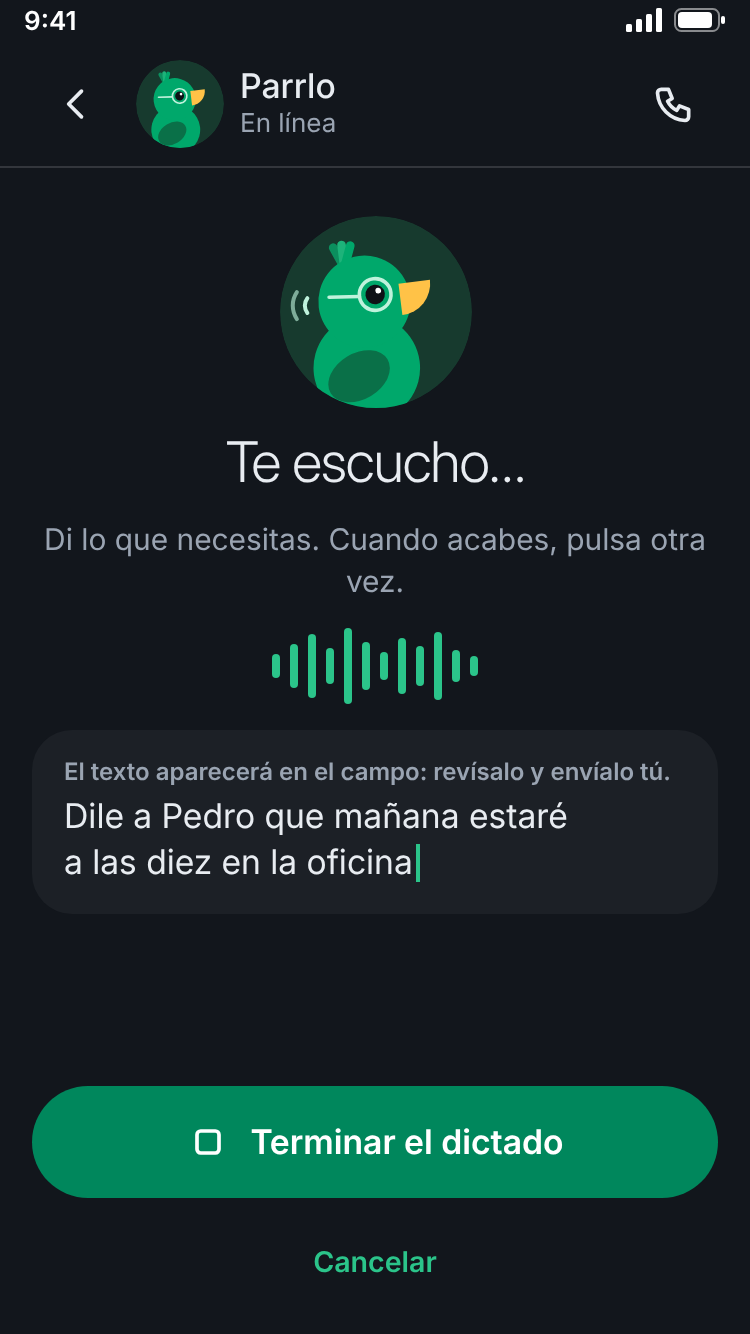 9:41
Parrlo
En línea
Te escucho...
Di lo que necesitas. Cuando acabes, pulsa otra
vez.
El texto aparecerá en el campo: revísalo y envíalo tú.
Dile a Pedro que mañana estaré
a las diez en la oficina
Terminar el dictado
Cancelar